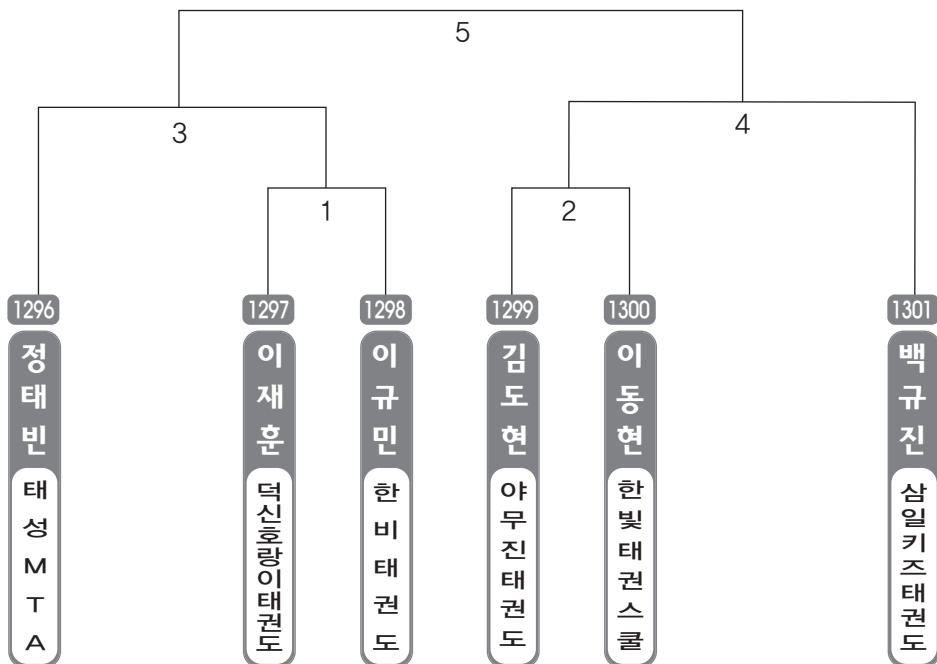 5
3
4
1
2
1296
1297
1298
1299
1300
1301
정태빈
이재훈
이규민
김도현
이동현
백규진
태성MTA
덕신호랑이태권도
한비태권도
야무진태권도
한빛태권스쿨
삼일키즈태권도